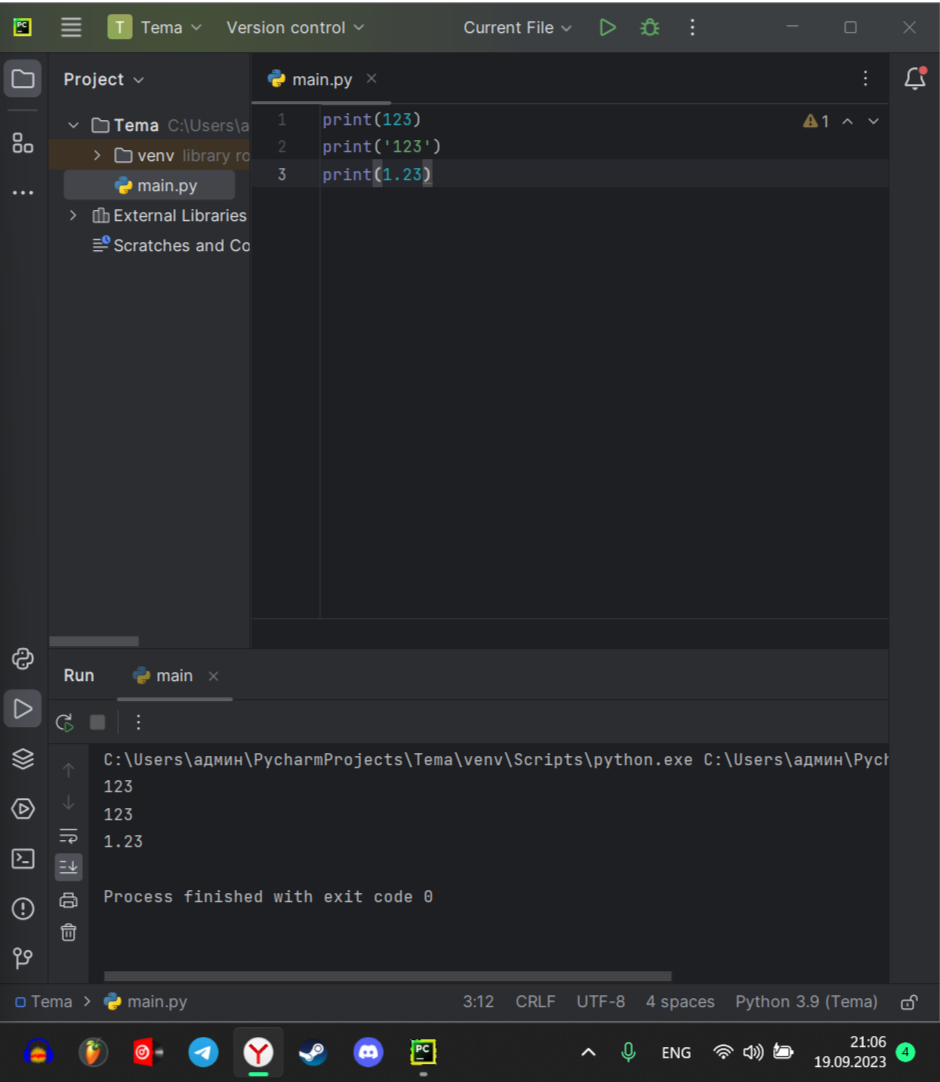 PC T Tema Version control Current File
Project
main.py
Tema C:\Users\a
venv library ro
main.py
External Libraries
Scratches and Co
1 print(123)
2 print('123')
3 print(1.23)
1
Run main
C:\Users\админ\PycharmProjects\Tema\venv\Scripts\python.exe C:\Users\админ\Pych
123
123
1.23
Process finished with exit code 0
Tema > main.py 3:12 CRLF UTF-8 4 spaces Python 3.9 (Tema)
Y PC ENG 21:06
19.09.2023 4